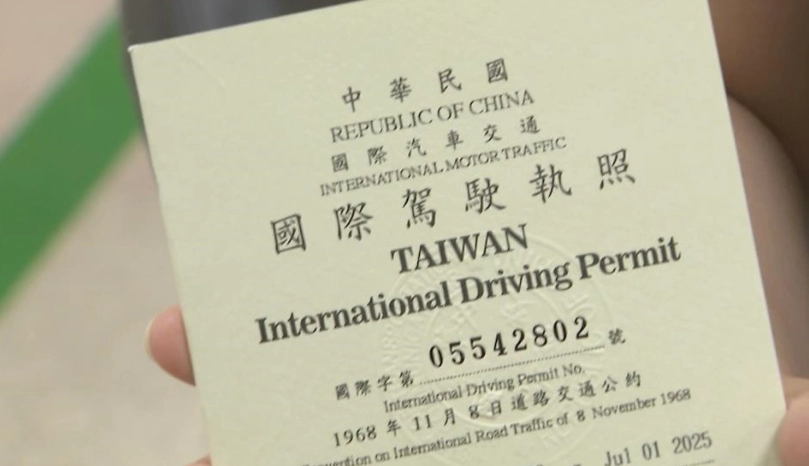 中華民國
REPUBLIC OF CHINA
國際汽車交通
INTERNATIONAL MOTOR TRAFFIC
國際駕駛執照
TAIWAN
International Driving Permit
國際字第 05542802 號
International Driving Permit No.
1968 年 11 月 8 日道路交通公約
Convention on International Road Traffic of 8 November 1968
Jul 01 2025